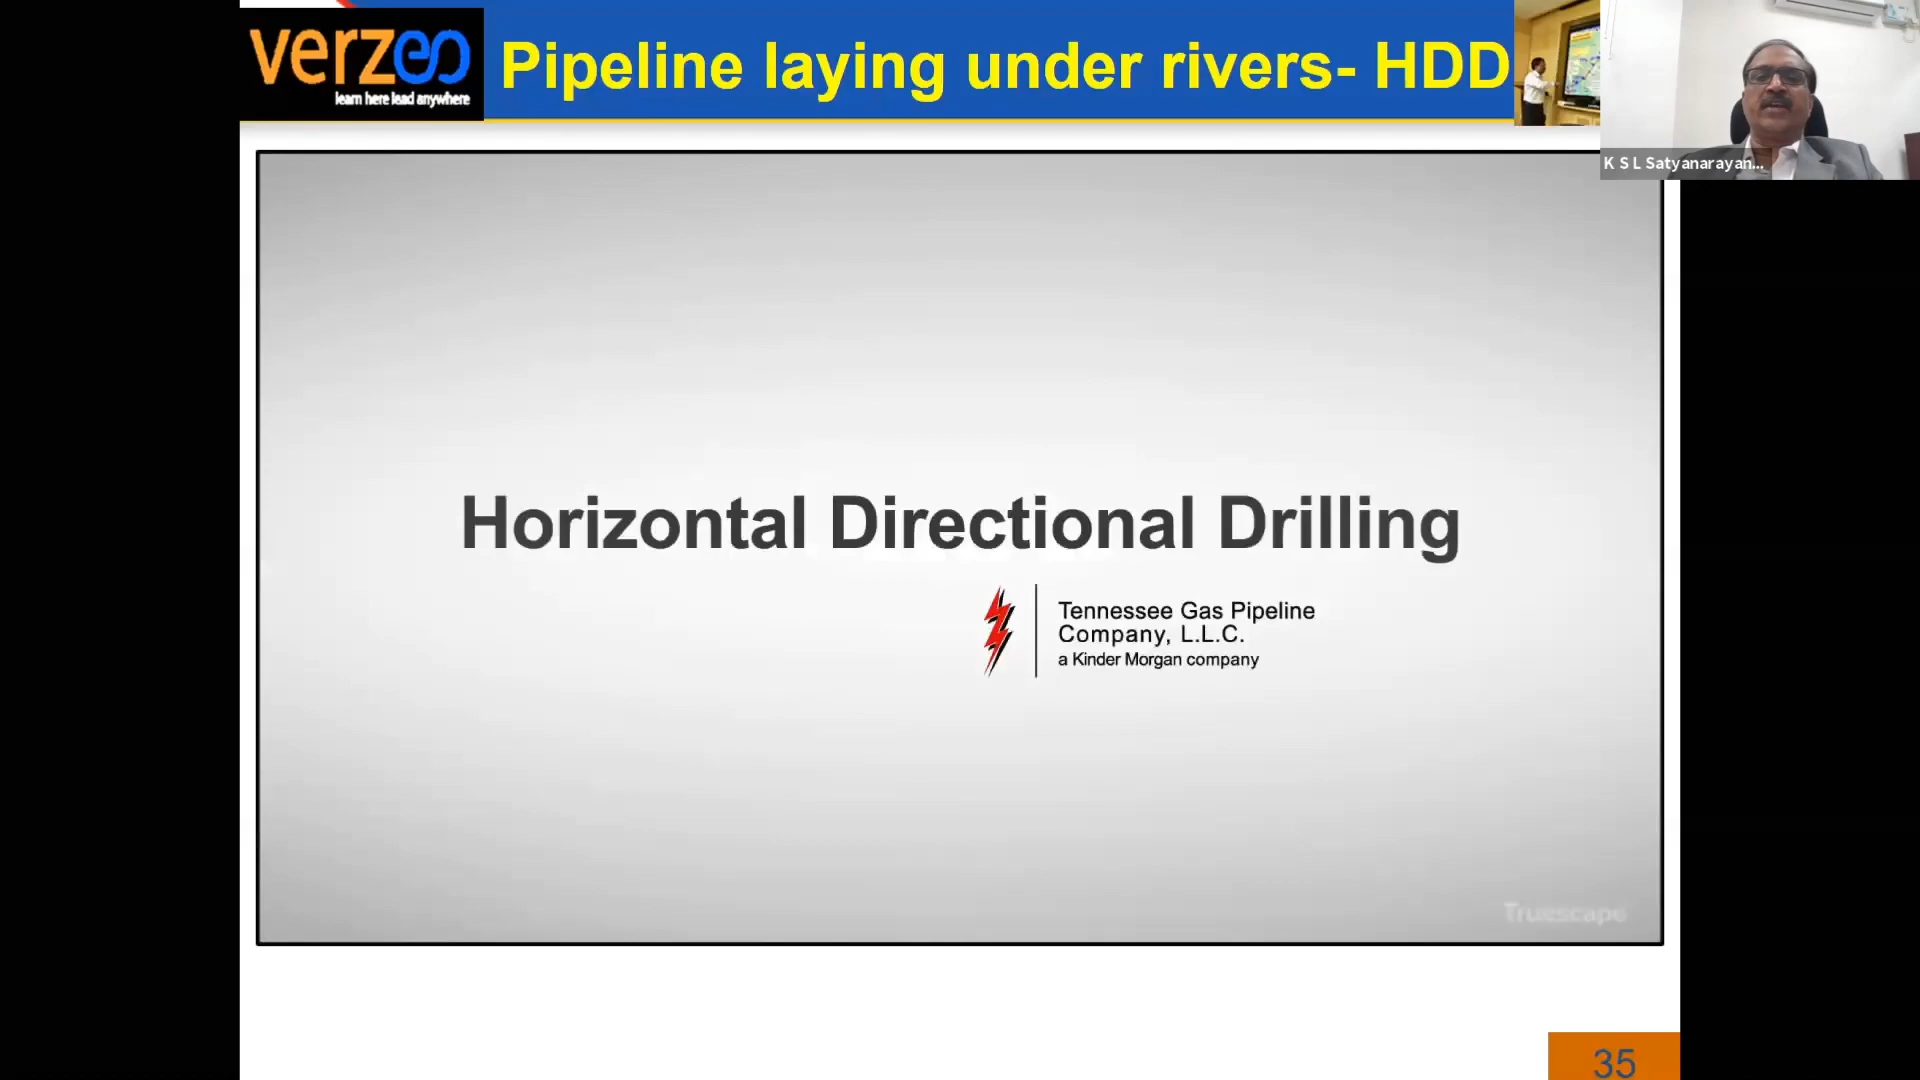 verzeo
learn here lead anywhere
Pipeline laying under rivers- HDD
K S L Satyanarayan...
Horizontal Directional Drilling
Tennessee Gas Pipeline
Company, L.L.C.
a Kinder Morgan company
Truescape
35